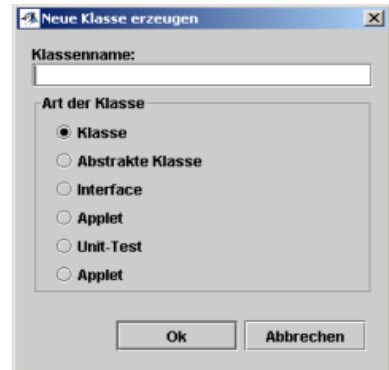 Neue Klasse erzeugen
Klassenname:
Art der Klasse
Klasse
Abstrakte Klasse
Interface
Applet
Unit-Test
Applet
Ok Abbrechen